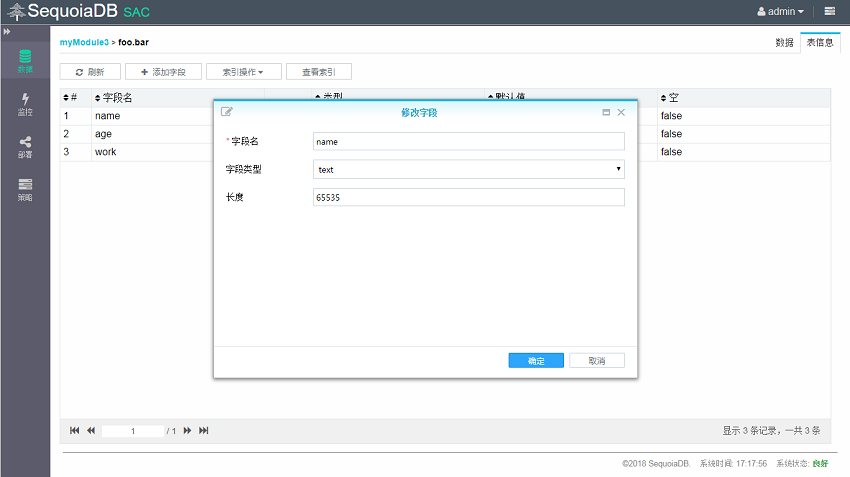 SequoiaDB SAC
admin
myModule3 > foo.bar
数据 表信息
数据
监控
部署
策略
刷新 添加字段 索引操作 查看索引
# 字段名 类型 默认值 空
1 name false
2 age false
3 work false
修改字段
* 字段名 name
字段类型 text
长度 65535
确定 取消
1 / 1
显示 3 条记录，一共 3 条
©2018 SequoiaDB. 系统时间: 17:17:56 系统状态: 良好